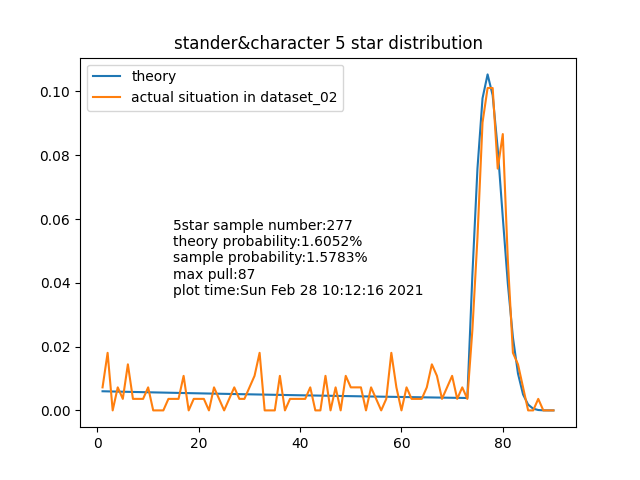 stander&character 5 star distribution
theory
actual situation in dataset_02
0.10
0.08
0.06
0.04
0.02
0.00
5star sample number:277
theory probability:1.6052%
sample probability:1.5783%
max pull:87
plot time:Sun Feb 28 10:12:16 2021
0 20 40 60 80